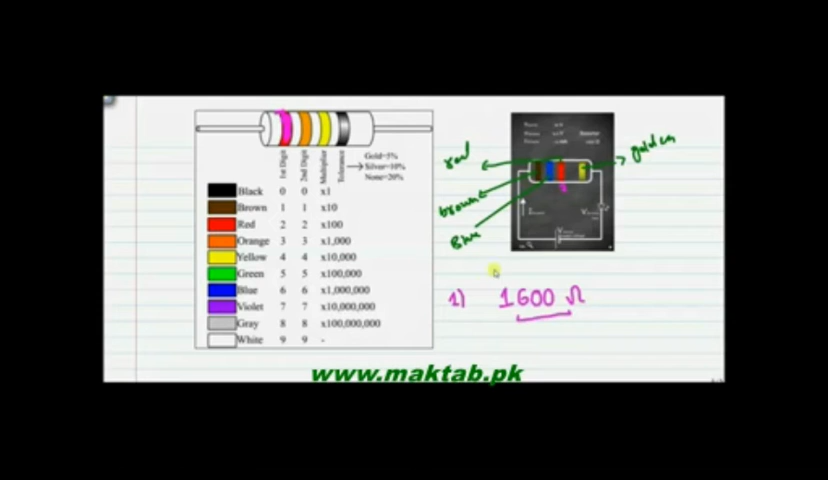 1st Digit
2nd Digit
Multiplier
Tolerance
Gold=5%
Silver=10%
None=20%
Black 0 0 x1
Brown 1 1 x10
Red 2 2 x100
Orange 3 3 x1,000
Yellow 4 4 x10,000
Green 5 5 x100,000
Blue 6 6 x1,000,000
Violet 7 7 x10,000,000
Gray 8 8 x100,000,000
White 9 9 -
red
golden
brown
Blue
1) 1600 Ω
www.maktab.pk